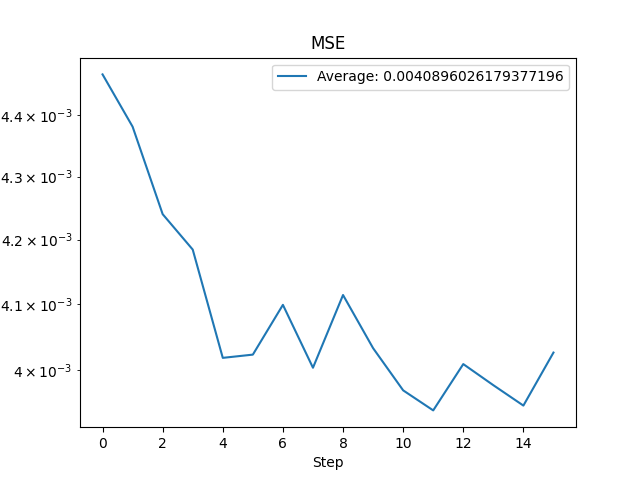 MSE
Average: 0.0040896026179377196
4.4 × 10⁻³
4.3 × 10⁻³
4.2 × 10⁻³
4.1 × 10⁻³
4 × 10⁻³
0 2 4 6 8 10 12 14
Step